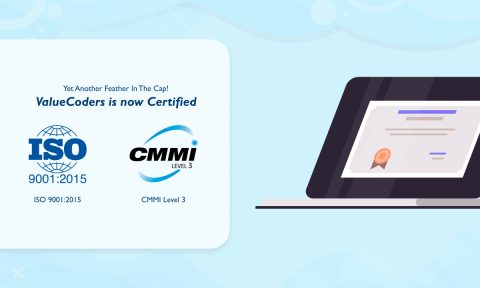 Yet Another Feather In The Cap!
ValueCoders is now Certified
ISO
9001:2015
ISO 9001:2015
CMMi
LEVEL 3
CMMI Level 3